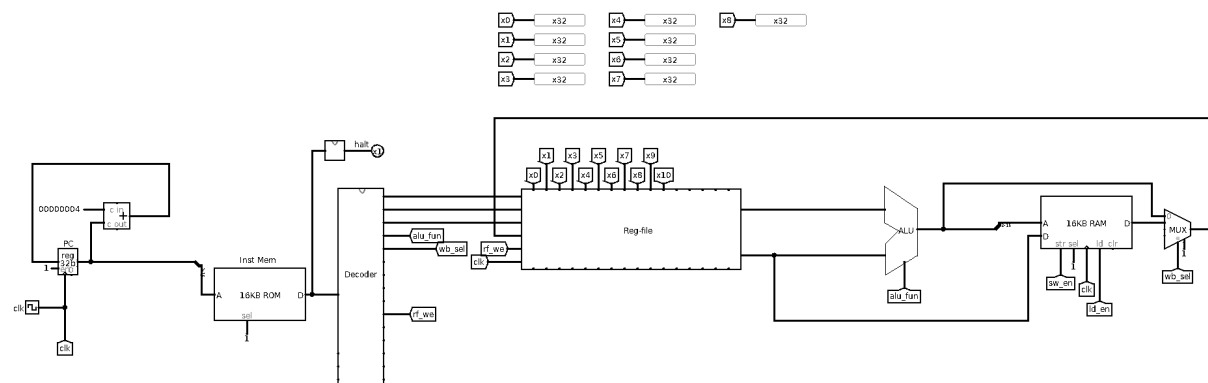 x0 x32 x4 x32 x8 x32
x1 x32 x5 x32
x2 x32 x6 x32
x3 x32 x7 x32
halt x1
x1 x3 x5 x7 x9
x0 x2 x4 x6 x8 x10
00000004 c in
+
c out
alu_fun
wb_sel
rf_we
clk
Reg-file
ALU
A 16KB RAM D
D
str sel ld clr
0
MUX
PC
reg
32b
Inst Mem
Decoder
A 16KB ROM D
sel
1
1
1
1
sw_en
clk
ld_en
wb_sel
alu_fun
clk
rf_we
clk